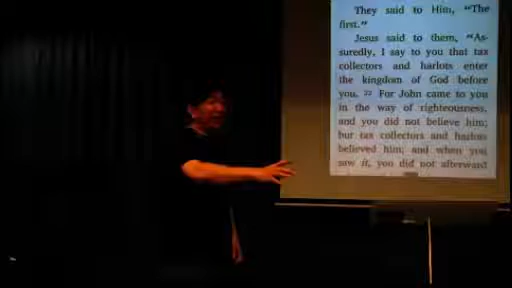 They said to Him, “The
first.”
Jesus said to them, “As-
suredly, I say to you that tax
collectors and harlots enter
the kingdom of God before
you. 32 For John came to you
in the way of righteousness,
and you did not believe him;
but tax collectors and harlots
believed him; and when you
saw it, you did not afterward